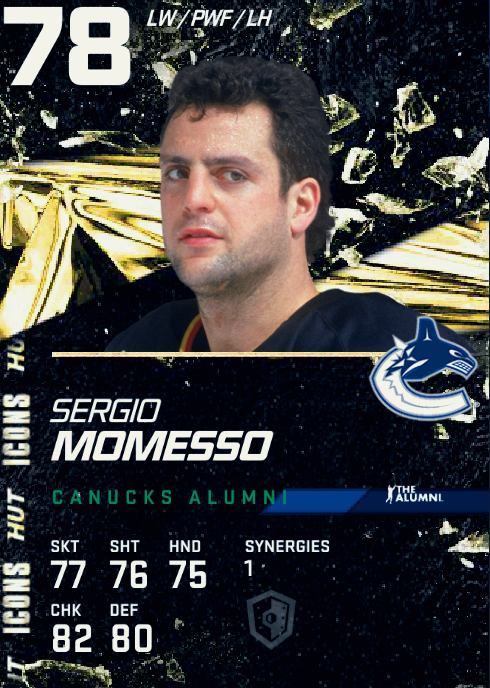 78
LW / PWF / LH
HUT
ICONS
HUT
ICONS
SERGIO
MOMESSO
CANUCKS ALUMNI
THE
ALUMNI.
SKT SHT HND SYNERGIES
77 76 75 1
CHK DEF
82 80